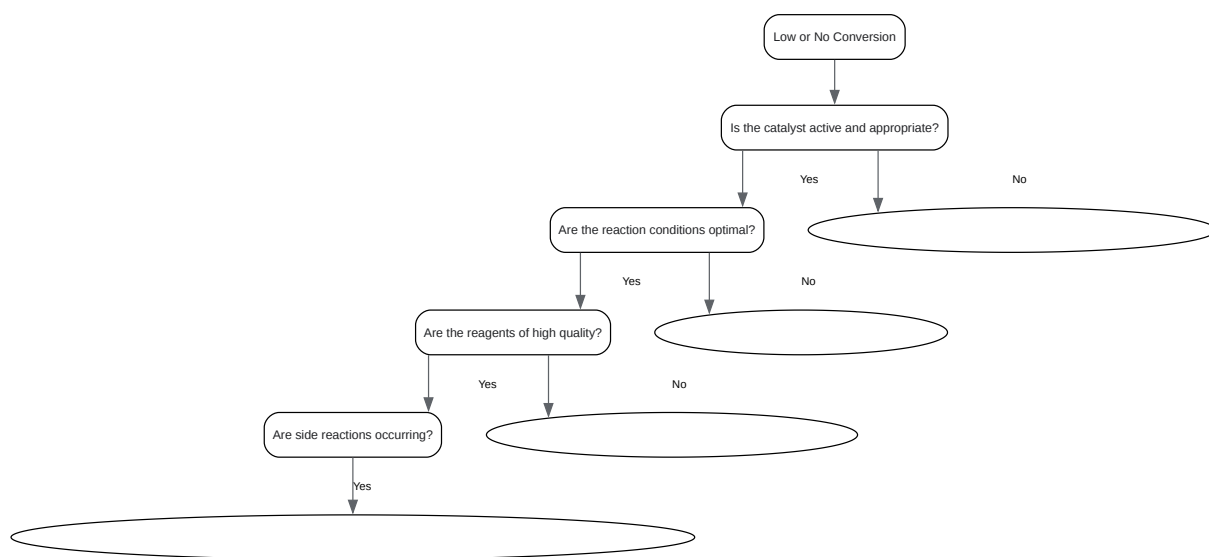 Low or No Conversion
Is the catalyst active and appropriate?
Yes
No
Are the reaction conditions optimal?
Yes
No
Are the reagents of high quality?
Yes
No
Are side reactions occurring?
Yes